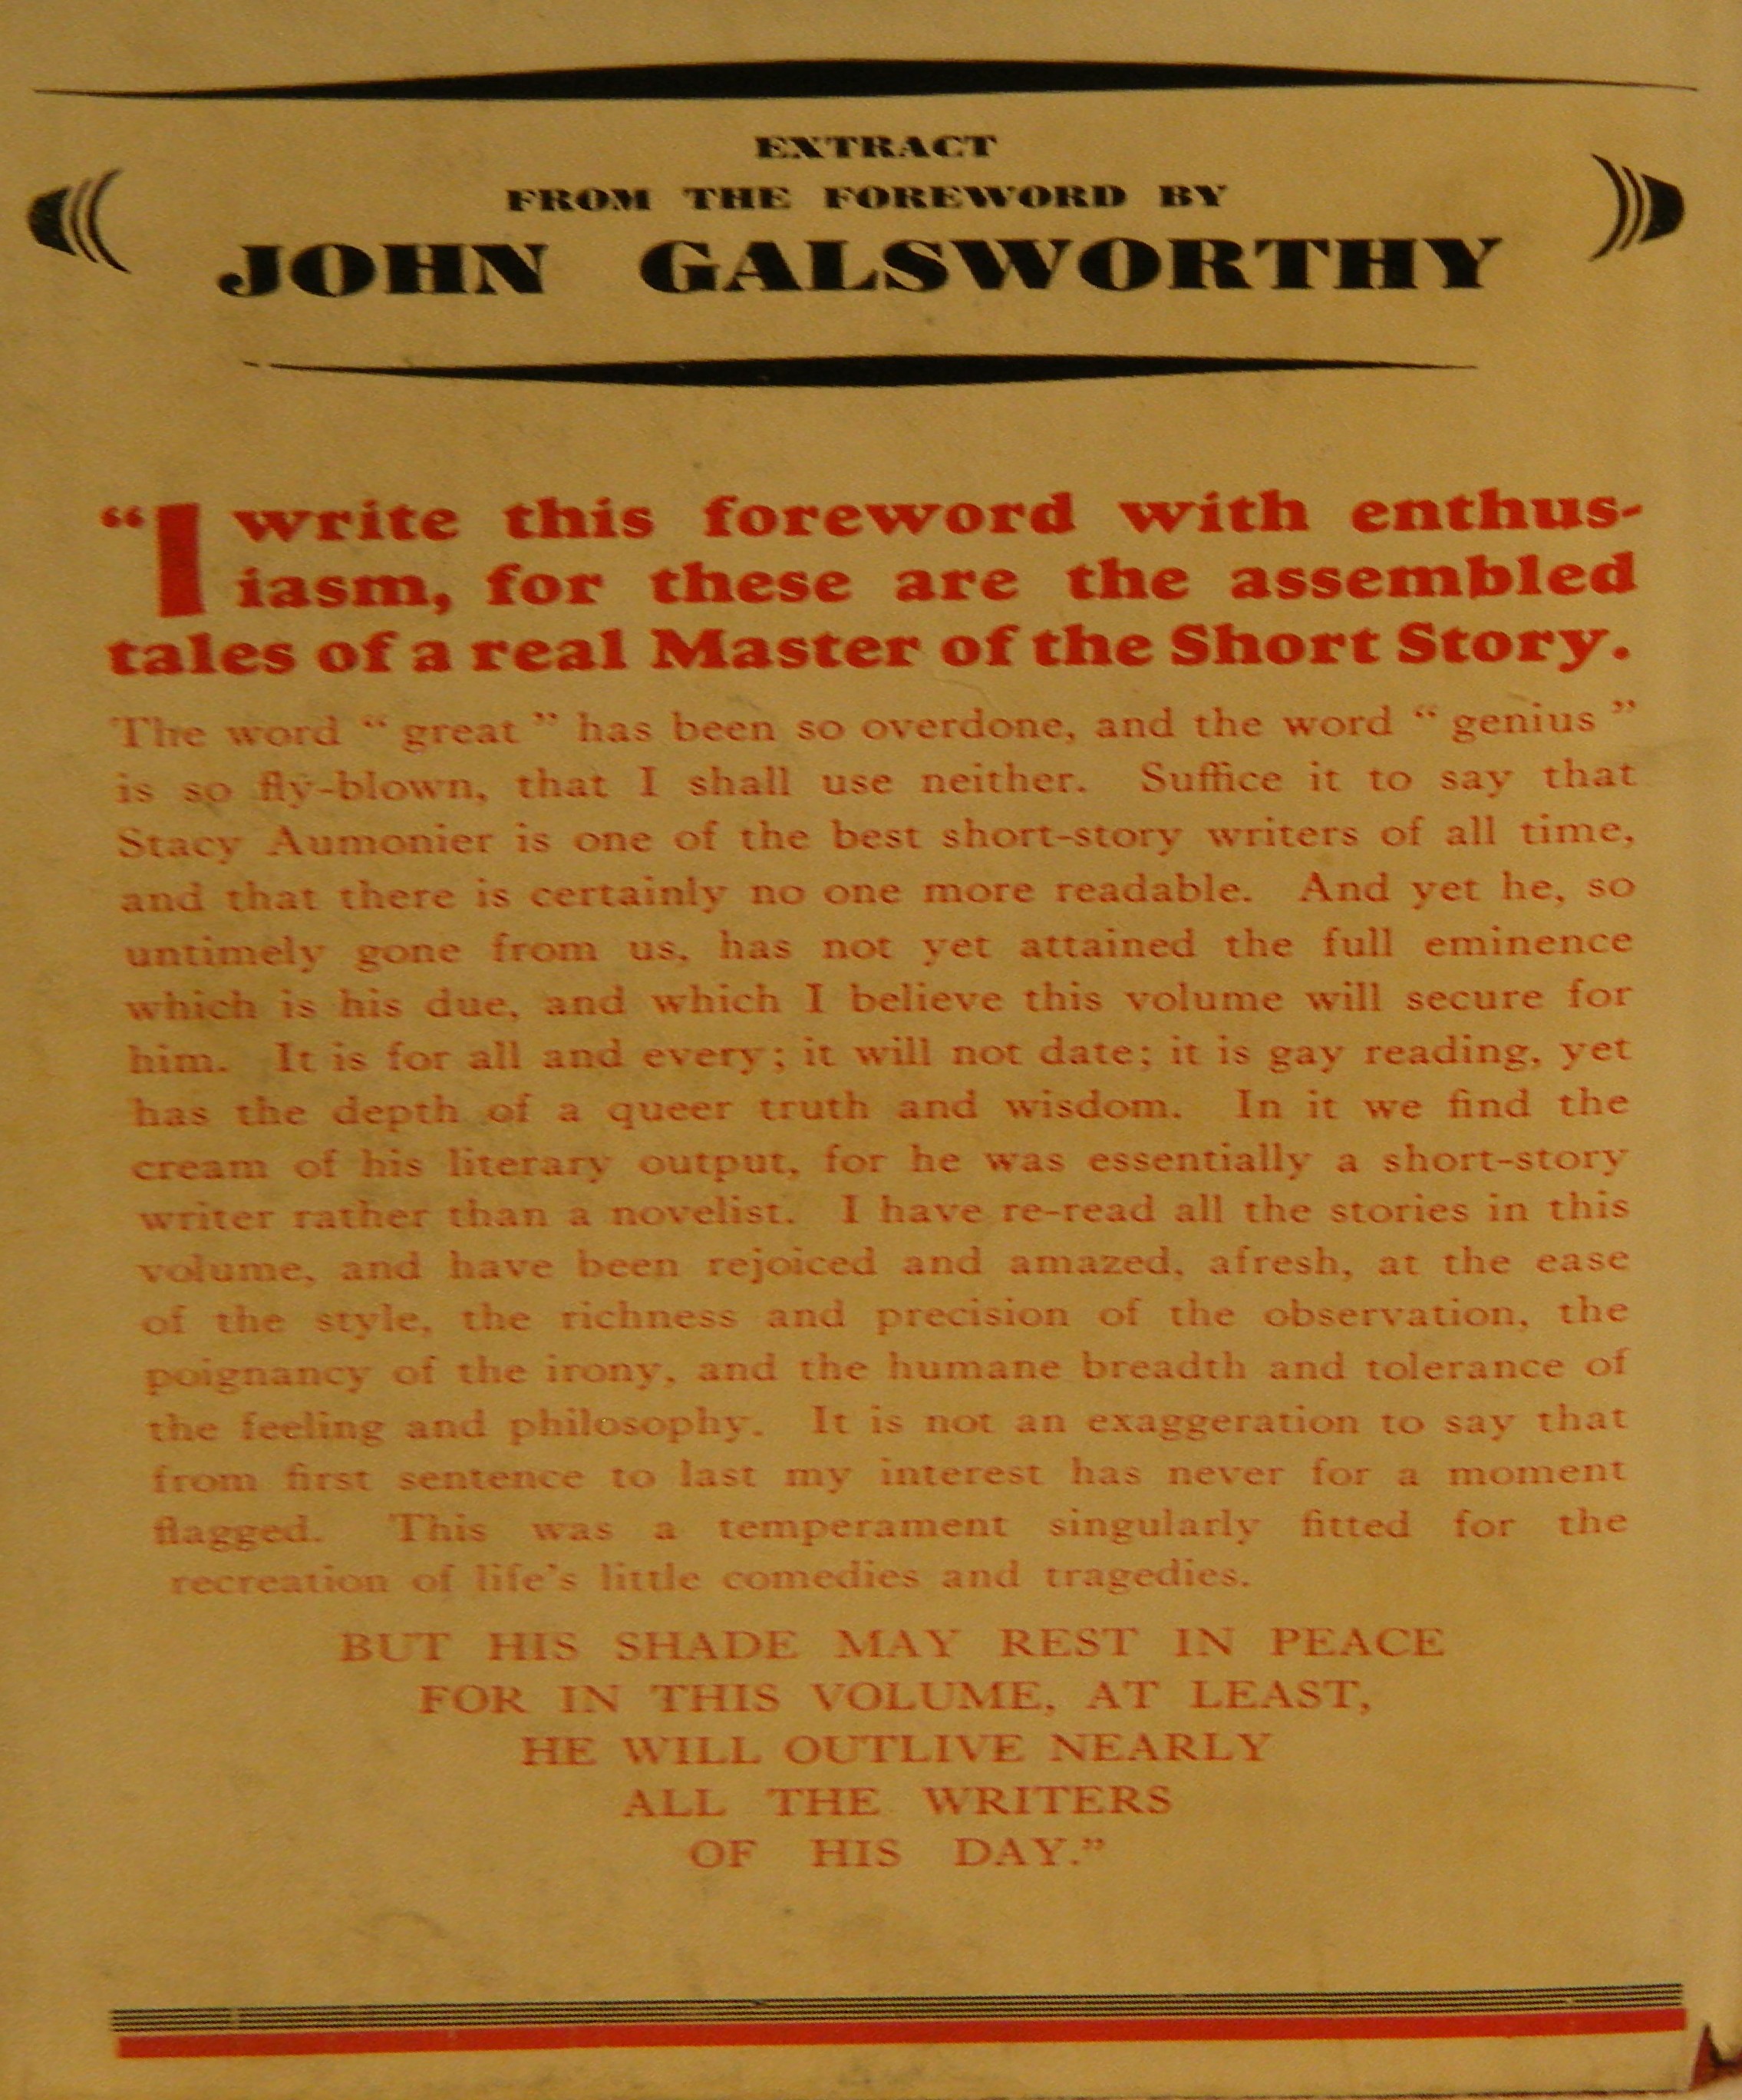 EXTRACT
FROM THE FOREWORD BY
JOHN GALSWORTHY
“I write this foreword with enthus-
iasm, for these are the assembled
tales of a real Master of the Short Story.
The word “ great ” has been so overdone, and the word “ genius ”
is so fly-blown, that I shall use neither. Suffice it to say that
Stacy Aumonier is one of the best short-story writers of all time,
and that there is certainly no one more readable. And yet he, so
untimely gone from us, has not yet attained the full eminence
which is his due, and which I believe this volume will secure for
him. It is for all and every; it will not date; it is gay reading, yet
has the depth of a queer truth and wisdom. In it we find the
cream of his literary output, for he was essentially a short-story
writer rather than a novelist. I have re-read all the stories in this
volume, and have been rejoiced and amazed, afresh, at the ease
of the style, the richness and precision of the observation, the
poignancy of the irony, and the humane breadth and tolerance of
the feeling and philosophy. It is not an exaggeration to say that
from first sentence to last my interest has never for a moment
flagged. This was a temperament singularly fitted for the
recreation of life’s little comedies and tragedies.
BUT HIS SHADE MAY REST IN PEACE
FOR IN THIS VOLUME, AT LEAST,
HE WILL OUTLIVE NEARLY
ALL THE WRITERS
OF HIS DAY.”